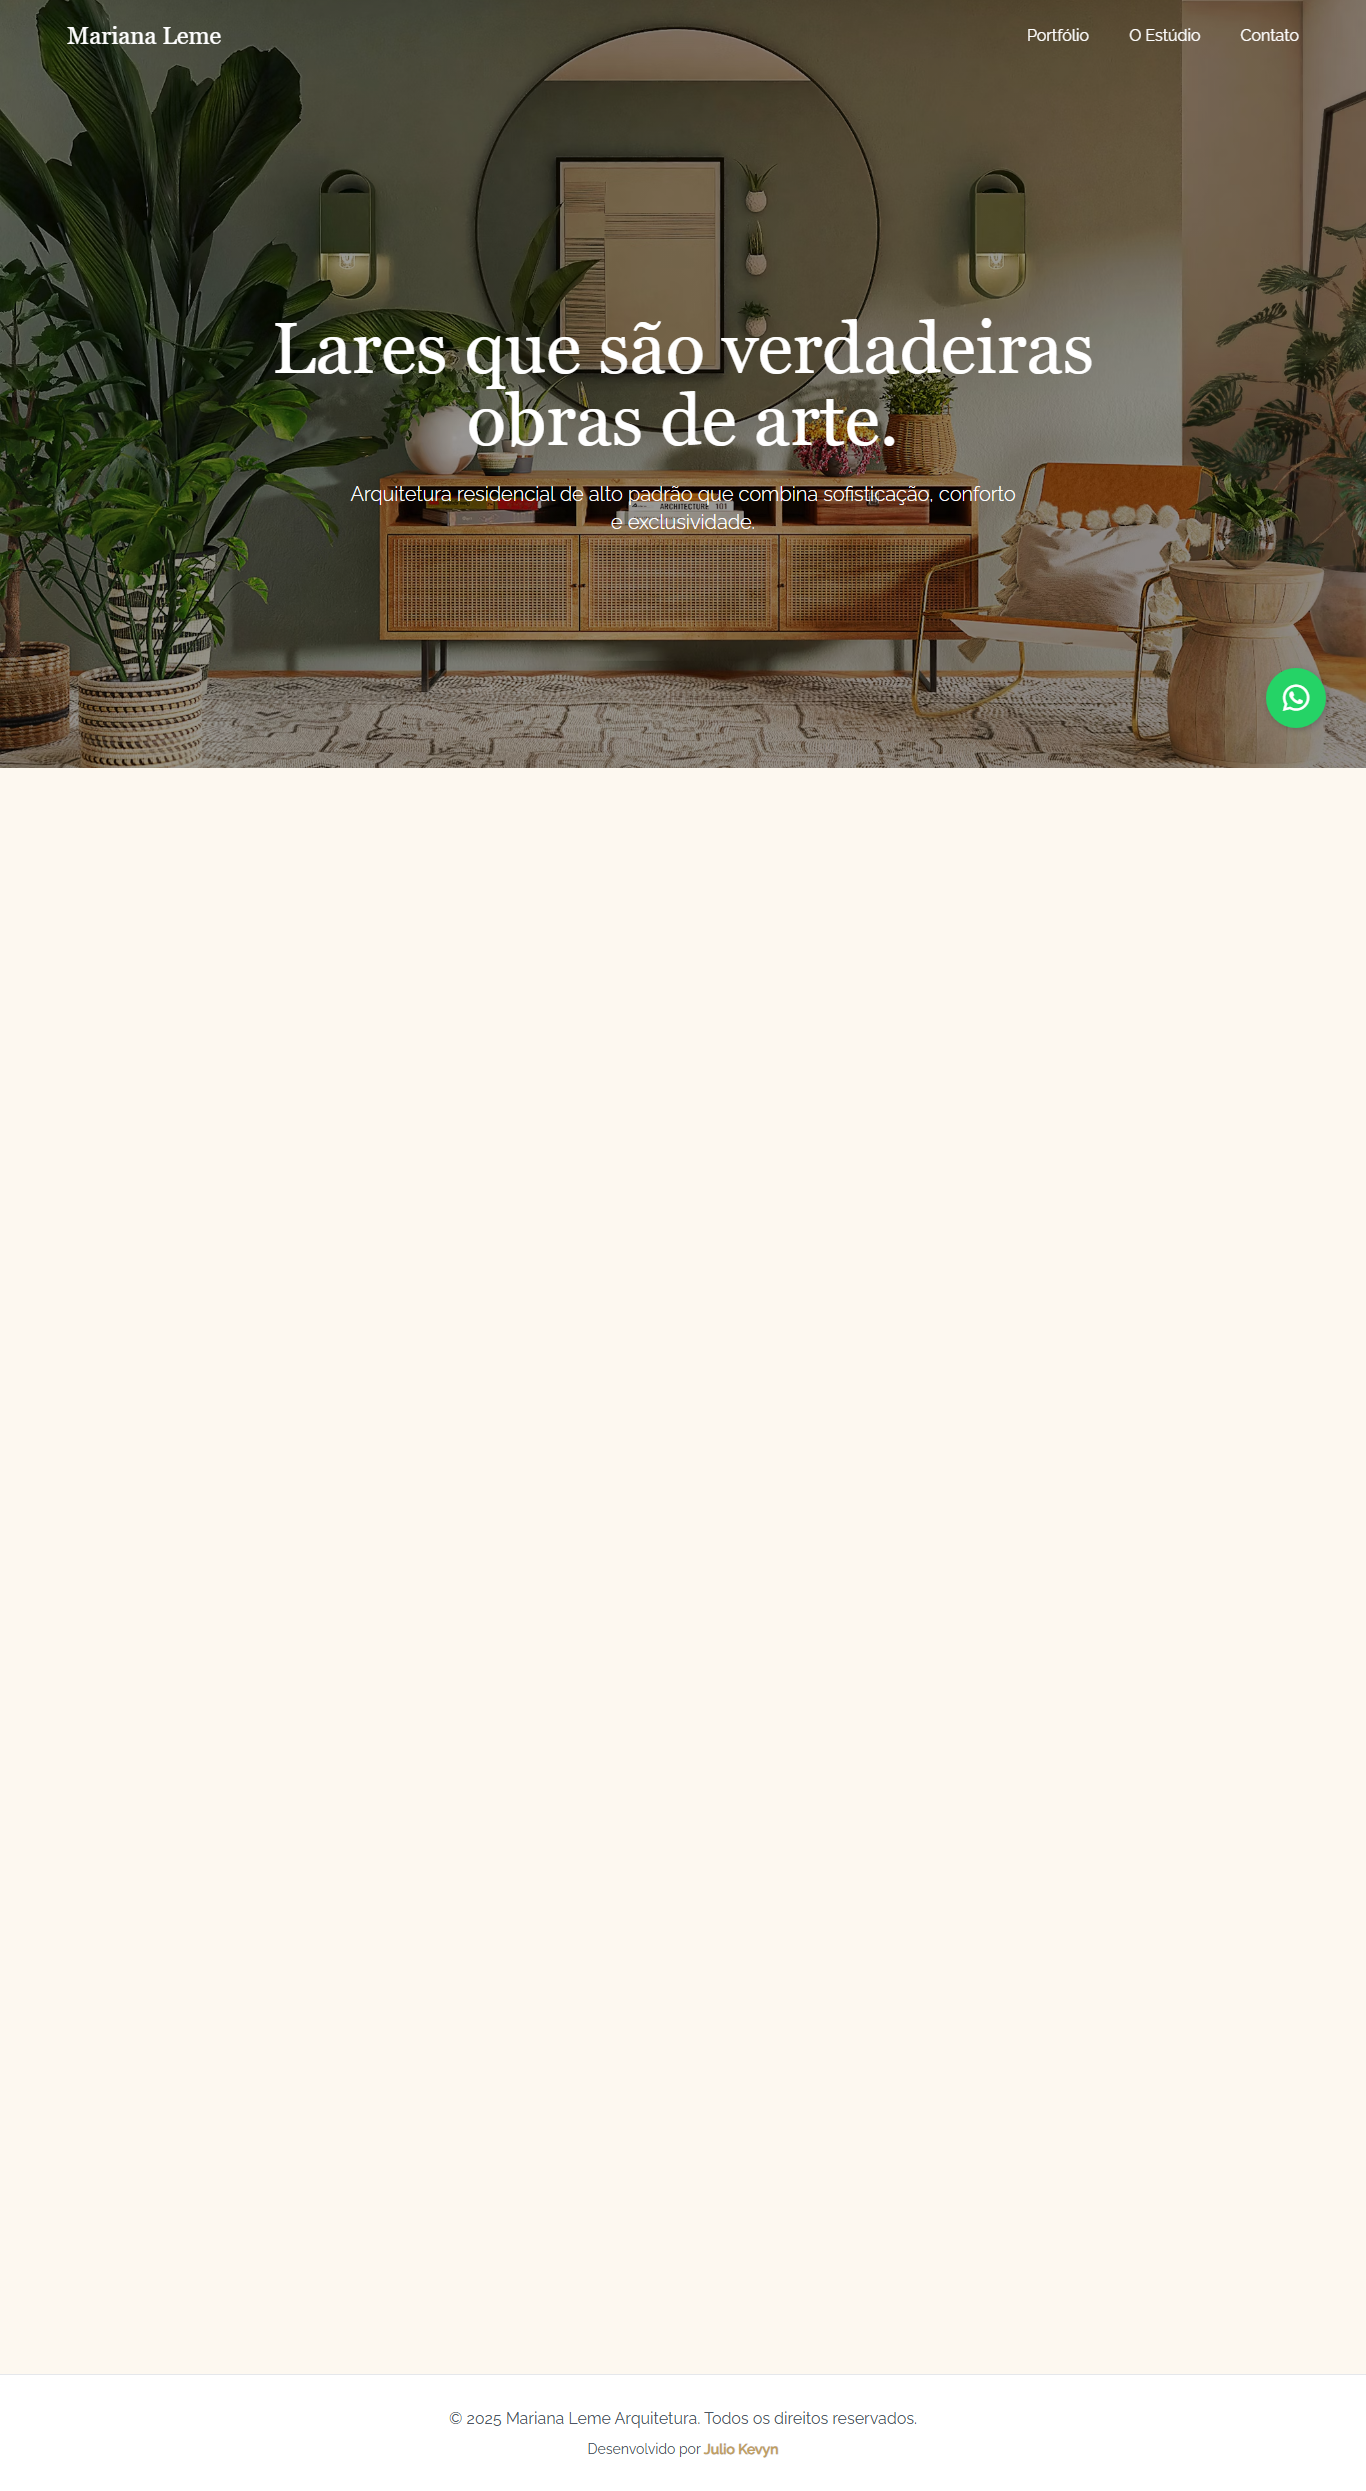 Mariana Leme
Portfólio
O Estúdio
Contato
Lares que são verdadeiras
obras de arte.
Arquitetura residencial de alto padrão que combina sofisticação, conforto
e exclusividade.
ARCHITECTURE 101
© 2025 Mariana Leme Arquitetura. Todos os direitos reservados.
Desenvolvido por Julio Kevyn